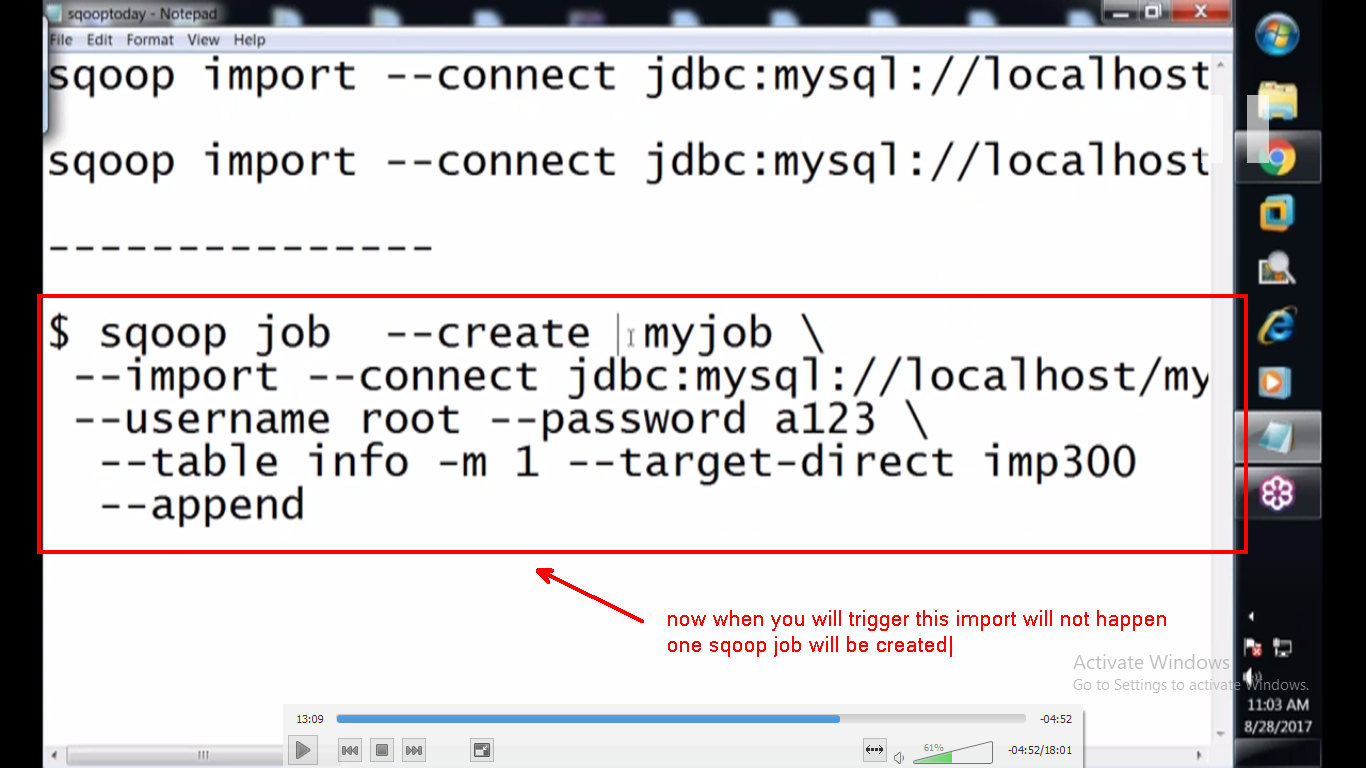 sqooptoday - Notepad
File Edit Format View Help
sqoop import --connect jdbc:mysql://localhost
sqoop import --connect jdbc:mysql://localhost
---------------
$ sqoop job --create myjob \
--import --connect jdbc:mysql://localhost/my
--username root --password a123 \
--table info -m 1 --target-direct imp300
--append
now when you will trigger this import will not happen
one sqoop job will be created
Activate Windows
Go to Settings to activate Windows.
11:03 AM
8/28/2017
13:09 -04:52
61% -04:52/18:01